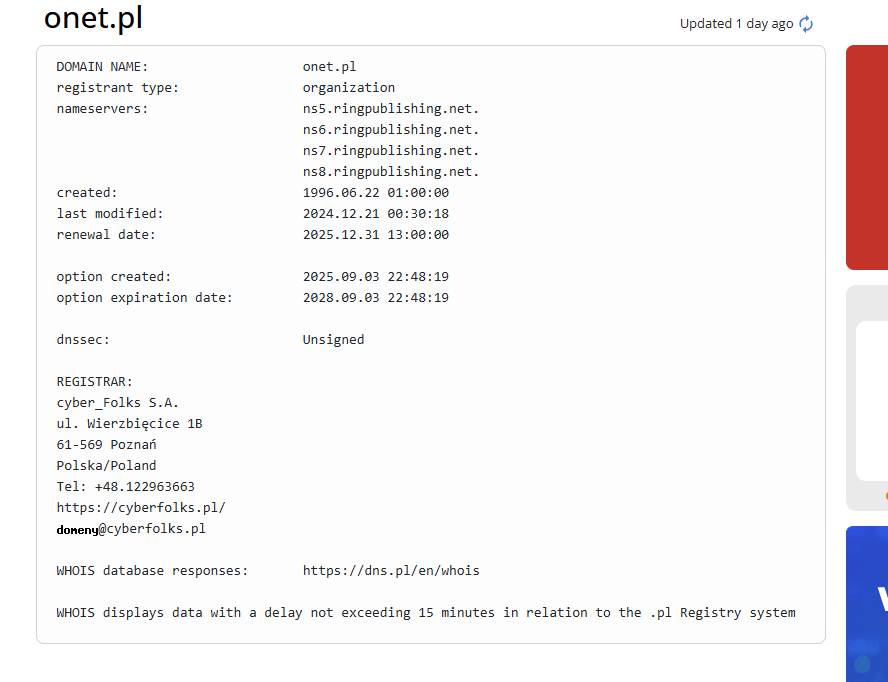 onet.pl
Updated 1 day ago
DOMAIN NAME: onet.pl
registrant type: organization
nameservers: ns5.ringpublishing.net.
ns6.ringpublishing.net.
ns7.ringpublishing.net.
ns8.ringpublishing.net.
created: 1996.06.22 01:00:00
last modified: 2024.12.21 00:30:18
renewal date: 2025.12.31 13:00:00
option created: 2025.09.03 22:48:19
option expiration date: 2028.09.03 22:48:19
dnssec: Unsigned
REGISTRAR:
cyber_Folks S.A.
ul. Wierzbięcice 1B
61-569 Poznań
Polska/Poland
Tel: +48.122963663
https://cyberfolks.pl/
domeny@cyberfolks.pl
WHOIS database responses: https://dns.pl/en/whois
WHOIS displays data with a delay not exceeding 15 minutes in relation to the .pl Registry system